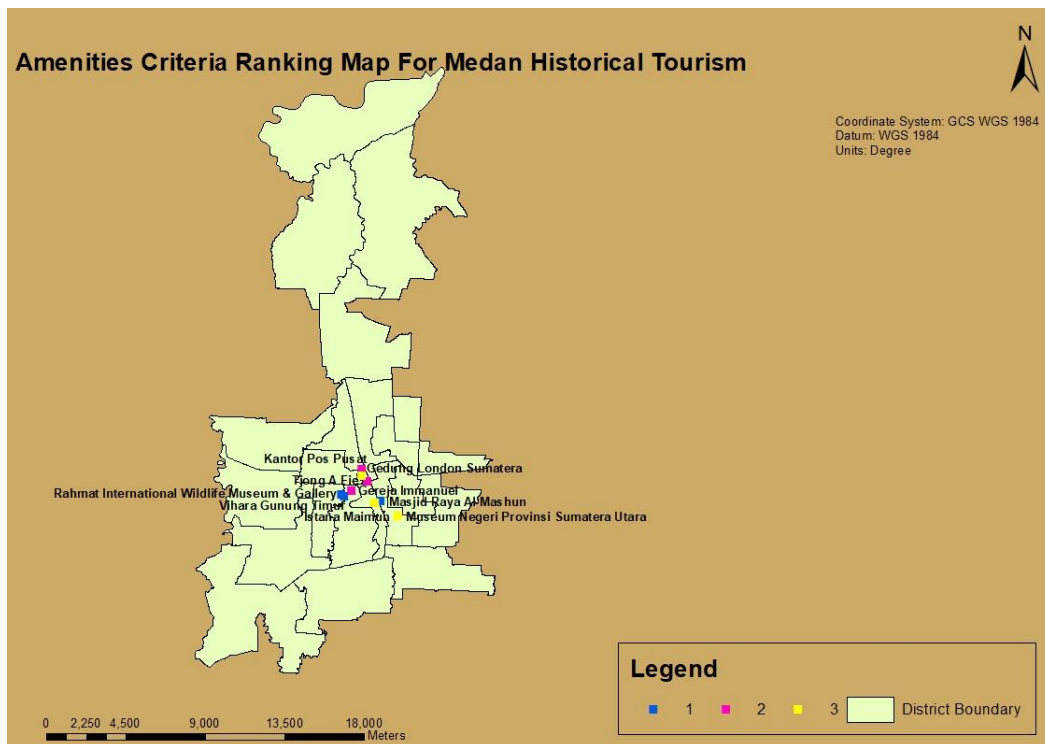 Amenities Criteria Ranking Map For Medan Historical Tourism
N
Coordinate System: GCS WGS 1984
Datum: WGS 1984
Units: Degree
Kantor Pos Pusat
Gedung London Sumatera
Tjong A Fie
Gereja Immanuel
Rahmat International Wildlife Museum & Gallery
Masjid Raya Al-Mashun
Vihara Gunung Timur
Istana Maimun
Museum Negeri Provinsi Sumatera Utara
Legend
1 2 3 District Boundary
0 2,250 4,500 9,000 13,500 18,000
Meters